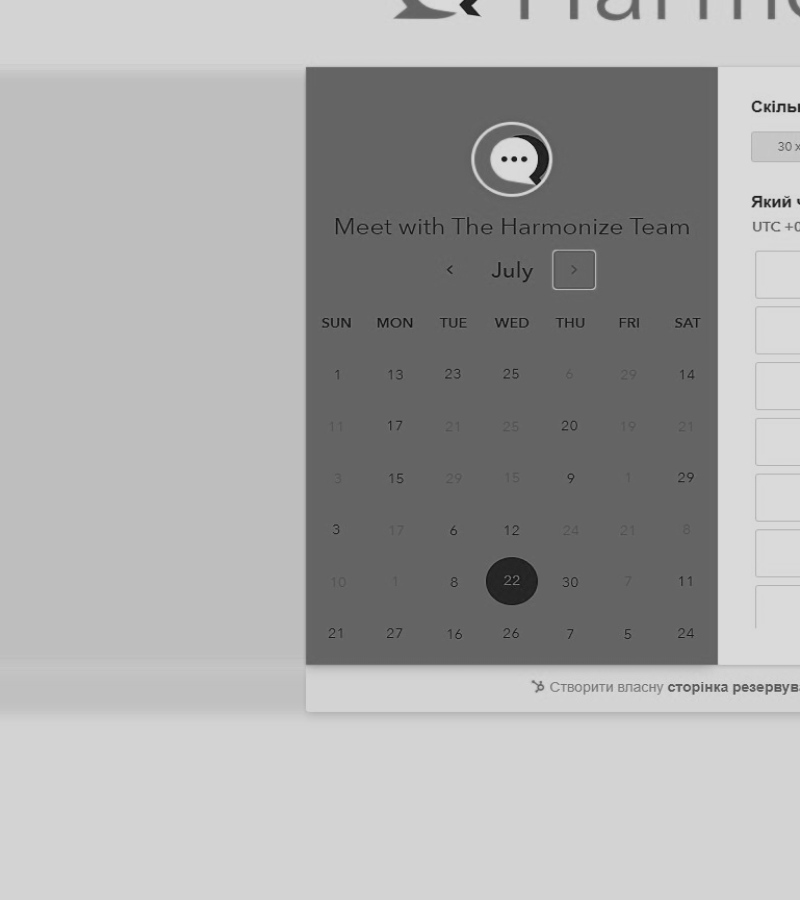 Harmo
Meet with The Harmonize Team
July
SUN MON TUE WED THU FRI SAT
1 13 23 25 6 29 14
11 17 21 25 20 19 21
3 15 29 15 9 1 29
3 17 6 12 24 21 8
10 1 8 22 30 7 11
21 27 16 26 7 5 24
Скіль
30 х
Який ч
UTC +0
Створити власну сторінка резервува